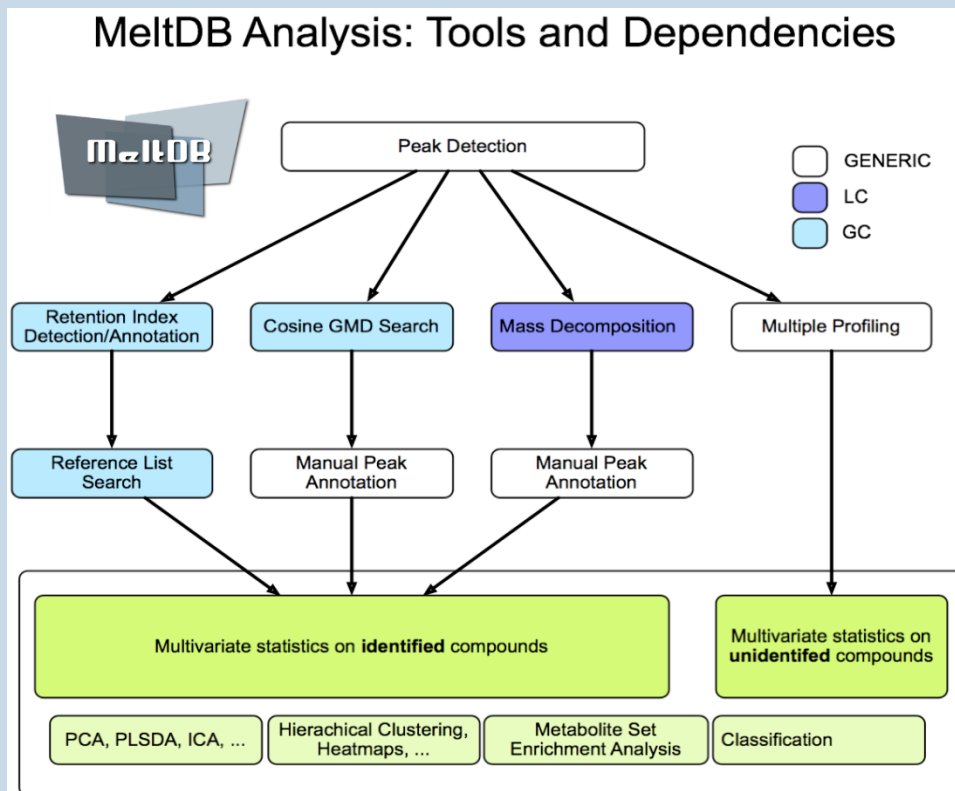 MeltDB Analysis: Tools and Dependencies
MeltDB
Peak Detection
GENERIC
LC
GC
Retention Index
Detection/Annotation
Cosine GMD Search
Mass Decomposition
Multiple Profiling
Reference List
Search
Manual Peak
Annotation
Manual Peak
Annotation
Multivariate statistics on identified compounds
Multivariate statistics on
unidentifed compounds
PCA, PLSDA, ICA, ...
Hierachical Clustering,
Heatmaps, ...
Metabolite Set
Enrichment Analysis
Classification